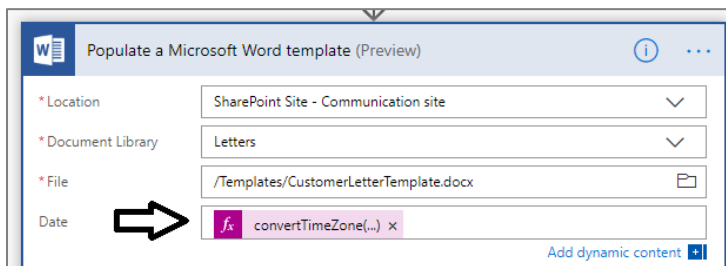 Populate a Microsoft Word template (Preview)
* Location SharePoint Site - Communication site
* Document Library Letters
* File /Templates/CustomerLetterTemplate.docx
Date fx convertTimeZone(...) ×
Add dynamic content